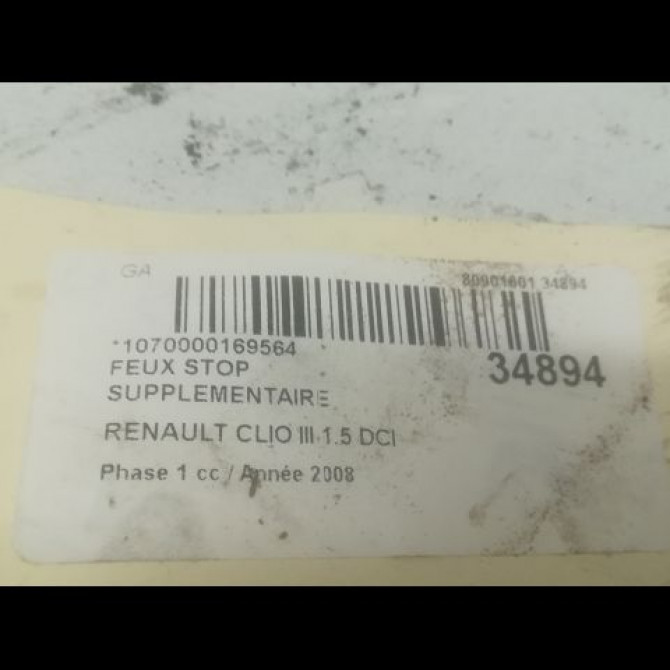 GA
80901601 34894
*1070000169564
34894
FEUX STOP
SUPPLEMENTAIRE
RENAULT CLIO III 1.5 DCI
Phase 1 cc / Année 2008